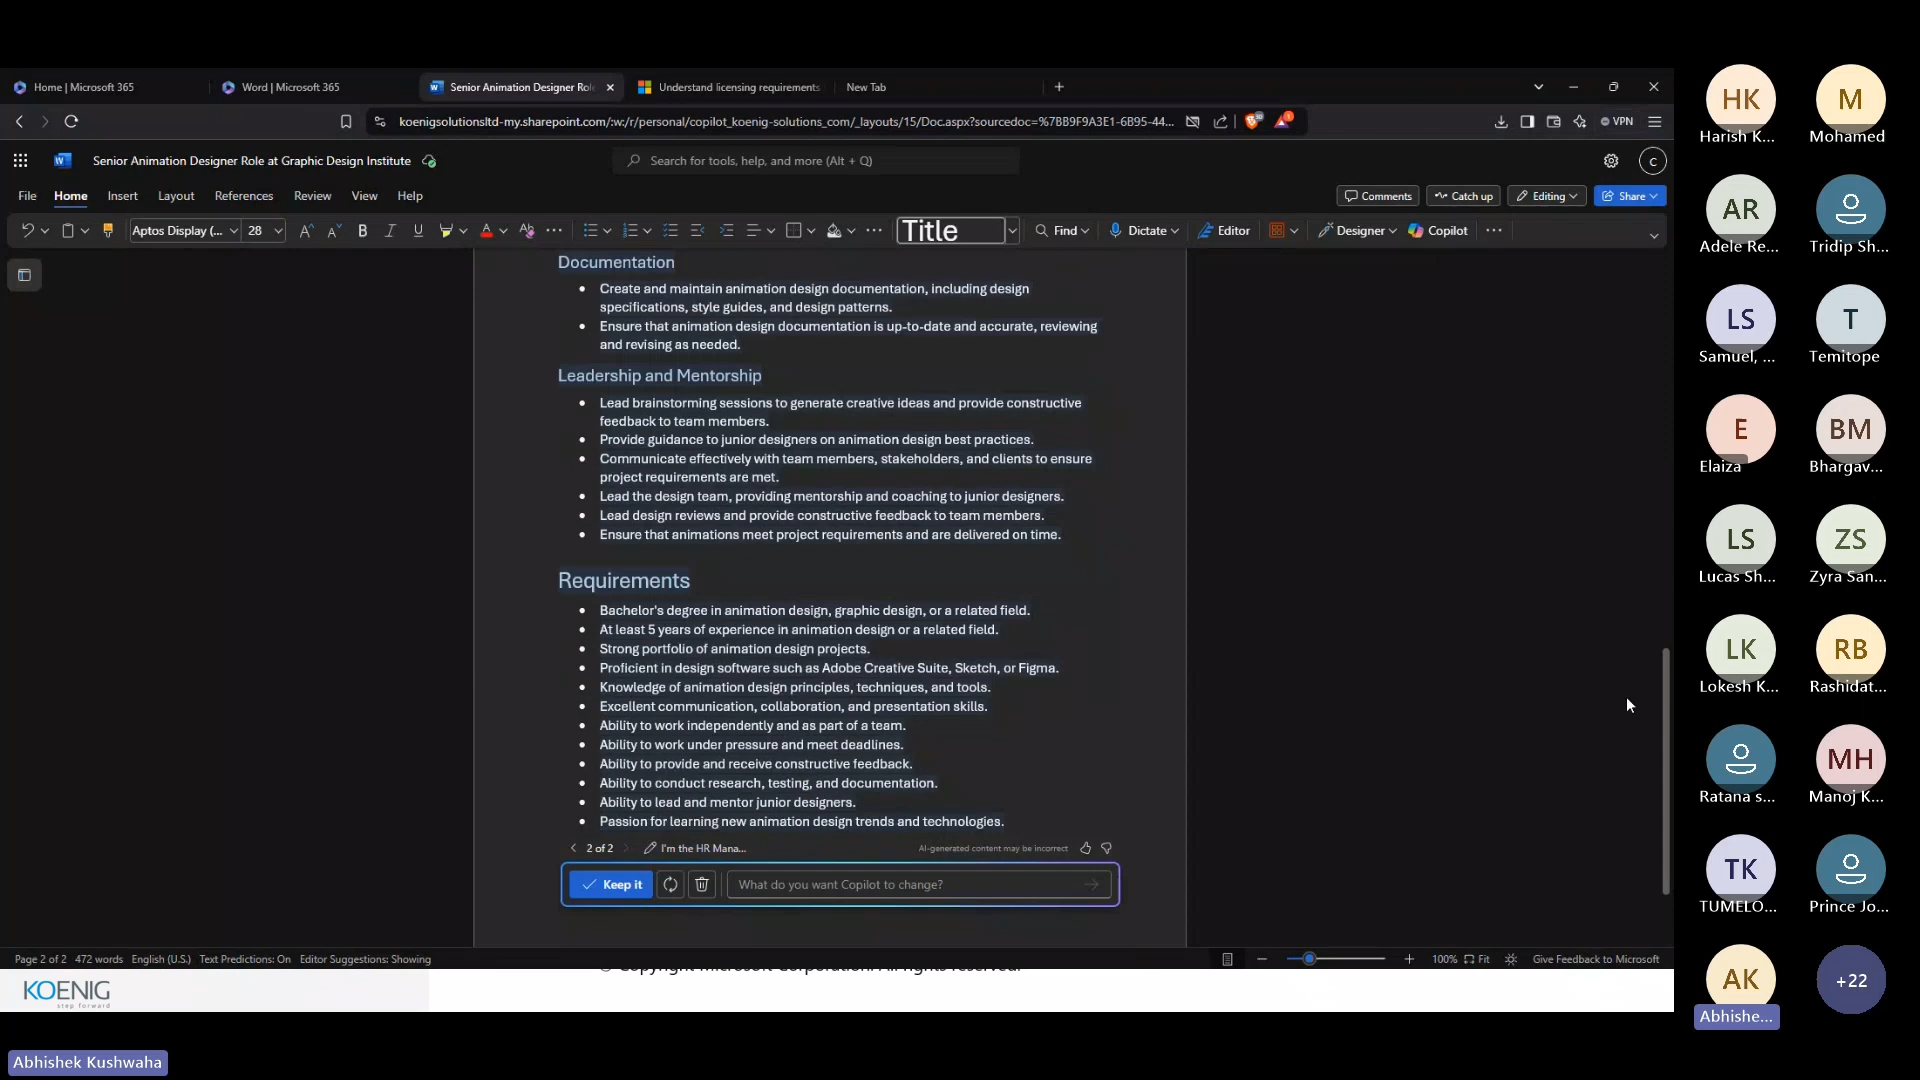 Home | Microsoft 365
Word | Microsoft 365
Senior Animation Designer Rol
Understand licensing requirements
New Tab
koenigsolutionsltd-my.sharepoint.com/:w:/r/personal/copilot_koenig-solutions_com/_layouts/15/Doc.aspx?sourcedoc=%7BB9F9A3E1-6B95-44...
VPN
Senior Animation Designer Role at Graphic Design Institute
Search for tools, help, and more (Alt + Q)
C
File Home Insert Layout References Review View Help
Comments Catch up Editing Share
Aptos Display (... 28 B I U A Title Find Dictate Editor Designer Copilot
Documentation
• Create and maintain animation design documentation, including design
specifications, style guides, and design patterns.
• Ensure that animation design documentation is up-to-date and accurate, reviewing
and revising as needed.
Leadership and Mentorship
• Lead brainstorming sessions to generate creative ideas and provide constructive
feedback to team members.
• Provide guidance to junior designers on animation design best practices.
• Communicate effectively with team members, stakeholders, and clients to ensure
project requirements are met.
• Lead the design team, providing mentorship and coaching to junior designers.
• Lead design reviews and provide constructive feedback to team members.
• Ensure that animations meet project requirements and are delivered on time.
Requirements
• Bachelor's degree in animation design, graphic design, or a related field.
• At least 5 years of experience in animation design or a related field.
• Strong portfolio of animation design projects.
• Proficient in design software such as Adobe Creative Suite, Sketch, or Figma.
• Knowledge of animation design principles, techniques, and tools.
• Excellent communication, collaboration, and presentation skills.
• Ability to work independently and as part of a team.
• Ability to work under pressure and meet deadlines.
• Ability to provide and receive constructive feedback.
• Ability to conduct research, testing, and documentation.
• Ability to lead and mentor junior designers.
• Passion for learning new animation design trends and technologies.
2 of 2 I'm the HR Mana... AI-generated content may be incorrect
Keep it What do you want Copilot to change?
Page 2 of 2 472 words English (U.S.) Text Predictions: On Editor Suggestions: Showing
100% Fit Give Feedback to Microsoft
© Copyright Microsoft Corporation. All rights reserved.
KOENIG
step forward
Abhishek Kushwaha
HK M
Harish K... Mohamed
AR
Adele Re... Tridip Sh...
LS T
Samuel, ... Temitope
E BM
Elaiza Bhargav...
LS ZS
Lucas Sh... Zyra San...
LK RB
Lokesh K... Rashidat...
MH
Ratana s... Manoj K...
TK
TUMELO... Prince Jo...
AK +22
Abhishe...